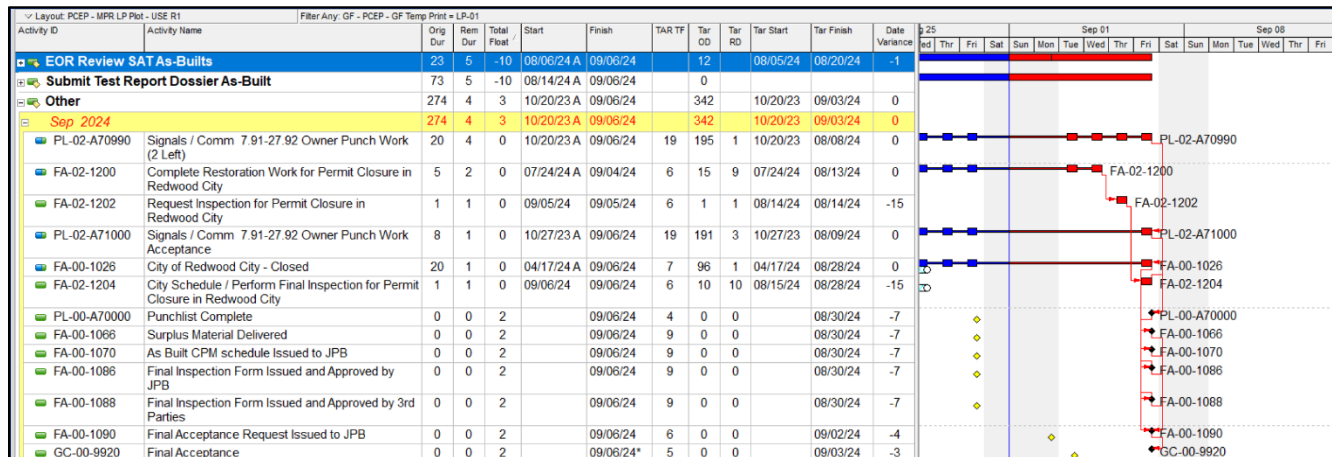 Layout: PCEP - MPR LP Plot - USE R1 Filter Any: GF - PCEP - GF Temp Print = LP-01
Activity ID Activity Name Orig Dur Rem Dur Total Float Start Finish TAR TF Tar OD Tar RD Tar Start Tar Finish Date Variance 25 Sep 01 Sep 08
Wed Thr Fri Sat Sun Mon Tue Wed Thr Fri Sat Sun Mon Tue Wed Thr Fri
EOR Review SAT As-Builts 23 5 -10 08/06/24 A 09/06/24 12 08/05/24 08/20/24 -1
Submit Test Report Dossier As-Built 73 5 -10 08/14/24 A 09/06/24 0
Other 274 4 3 10/20/23 A 09/06/24 342 10/20/23 09/03/24 0
Sep 2024 274 4 3 10/20/23 A 09/06/24 342 10/20/23 09/03/24 0
PL-02-A70990 Signals / Comm 7.91-27.92 Owner Punch Work (2 Left) 20 4 0 10/20/23 A 09/06/24 19 195 1 10/20/23 08/08/24 0 PL-02-A70990
FA-02-1200 Complete Restoration Work for Permit Closure in Redwood City 5 2 0 07/24/24 A 09/04/24 6 15 9 07/24/24 08/13/24 0 FA-02-1200
FA-02-1202 Request Inspection for Permit Closure in Redwood City 1 1 0 09/05/24 09/05/24 6 1 1 08/14/24 08/14/24 -15 FA-02-1202
PL-02-A71000 Signals / Comm 7.91-27.92 Owner Punch Work Acceptance 8 1 0 10/27/23 A 09/06/24 19 191 3 10/27/23 08/09/24 0 PL-02-A71000
FA-00-1026 City of Redwood City - Closed 20 1 0 04/17/24 A 09/06/24 7 96 1 04/17/24 08/28/24 0 FA-00-1026
FA-02-1204 City Schedule / Perform Final Inspection for Permit Closure in Redwood City 1 1 0 09/06/24 09/06/24 6 10 10 08/15/24 08/28/24 -15 FA-02-1204
PL-00-A70000 Punchlist Complete 0 0 2 09/06/24 4 0 0 08/30/24 -7 PL-00-A70000
FA-00-1066 Surplus Material Delivered 0 0 2 09/06/24 9 0 0 08/30/24 -7 FA-00-1066
FA-00-1070 As Built CPM schedule Issued to JPB 0 0 2 09/06/24 9 0 0 08/30/24 -7 FA-00-1070
FA-00-1086 Final Inspection Form Issued and Approved by JPB 0 0 2 09/06/24 9 0 0 08/30/24 -7 FA-00-1086
FA-00-1088 Final Inspection Form Issued and Approved by 3rd Parties 0 0 2 09/06/24 9 0 0 08/30/24 -7 FA-00-1088
FA-00-1090 Final Acceptance Request Issued to JPB 0 0 2 09/06/24 6 0 0 09/02/24 -4 FA-00-1090
GC-00-9920 Final Acceptance 0 0 2 09/06/24* 5 0 0 09/03/24 -3 GC-00-9920